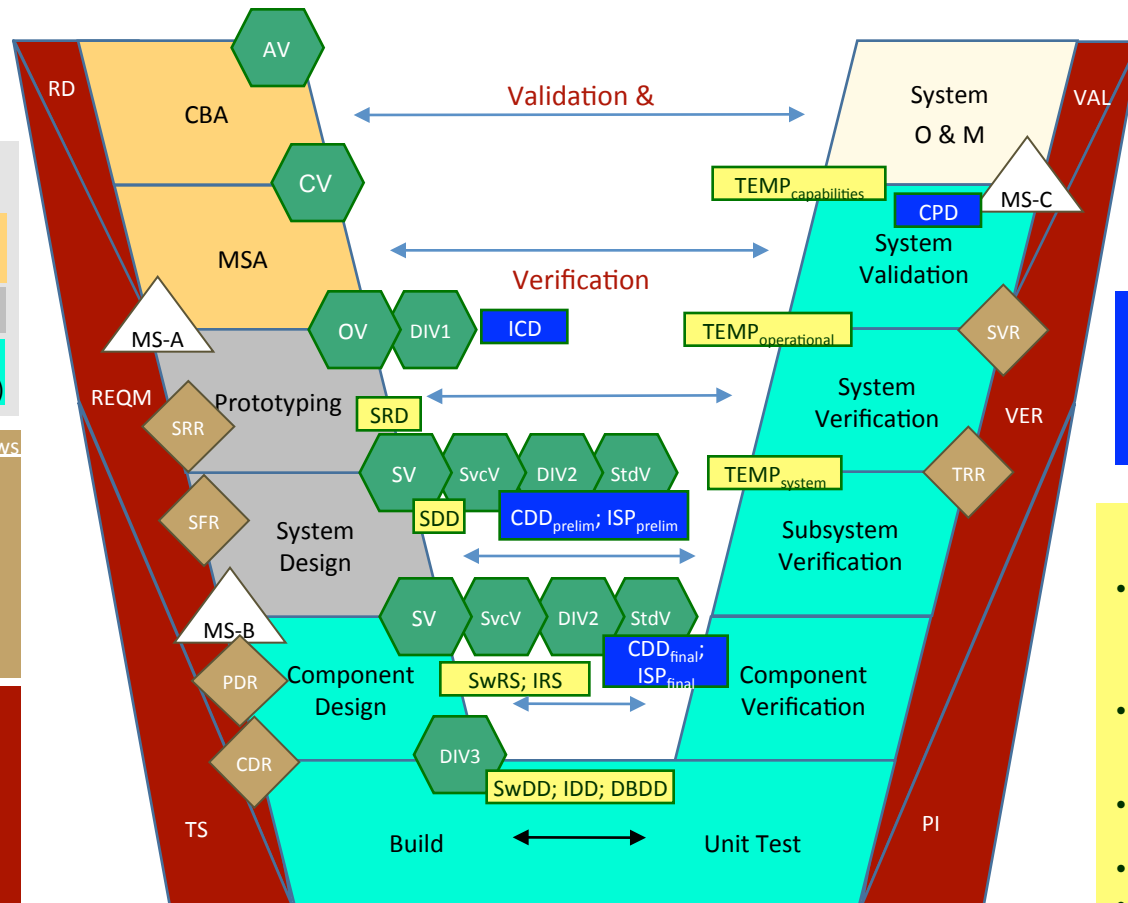 AV
RD
CBA
Validation &
System
O & M
VAL
CV
TEMPcapabilities
CPD
MS-C
MSA
System
Validation
Verification
MS-A
OV
DIV1
ICD
TEMPoperational
SVR
)
REQM
Prototyping
SRD
System
Verification
VER
SRR
ws
SV
SvcV
DIV2
StdV
TEMPsystem
TRR
SFR
SDD
CDDprelim; ISPprelim
System
Design
Subsystem
Verification
•
MS-B
SV
SvcV
DIV2
StdV
CDDfinal;
ISPfinal
PDR
Component
Design
SwRS; IRS
Component
Verification
•
CDR
DIV3
SwDD; IDD; DBDD
•
TS
Build
Unit Test
PI
•